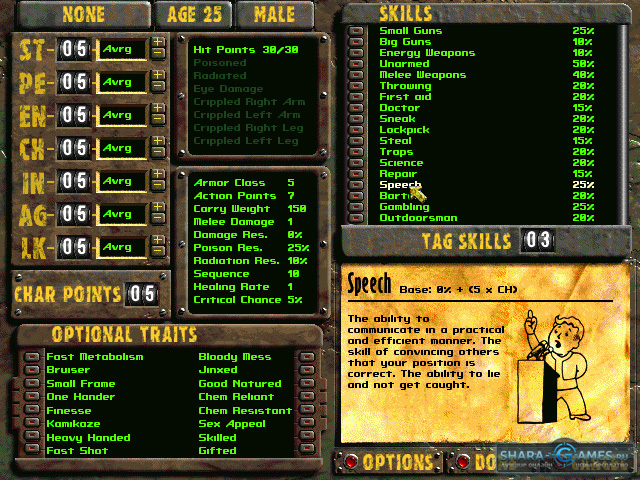 NONE
AGE 25
MALE
ST 05 Avrg
PE 05 Avrg
EN 05 Avrg
CH 05 Avrg
IN 05 Avrg
AG 05 Avrg
LK 05 Avrg
CHAR POINTS 05
Hit Points 30/30
Poisoned
Radiated
Eye Damage
Crippled Right Arm
Crippled Left Arm
Crippled Right Leg
Crippled Left Leg
Armor Class 5
Action Points 7
Carry Weight 150
Melee Damage 1
Damage Res. 0%
Poison Res. 25%
Radiation Res. 10%
Sequence 10
Healing Rate 1
Critical Chance 5%
OPTIONAL TRAITS
Fast Metabolism Bloody Mess
Bruiser Jinxed
Small Frame Good Natured
One Hander Chem Reliant
Finesse Chem Resistant
Kamikaze Sex Appeal
Heavy Handed Skilled
Fast Shot Gifted
SKILLS
Small Guns 25%
Big Guns 10%
Energy Weapons 10%
Unarmed 50%
Melee Weapons 40%
Throwing 20%
First aid 20%
Doctor 15%
Sneak 20%
Lockpick 20%
Steal 15%
Traps 20%
Science 20%
Repair 15%
Speech 25%
Bart 20%
Gambling 25%
Outdoorsman 20%
TAG SKILLS 03
Speech Base: 0% + (5 x CH)
The ability to
communicate in a practical
and efficient manner. The
skill of convincing others
that your position is
correct. The ability to lie
and not get caught.
OPTIONS
DO
SHARA-GAMES.RU